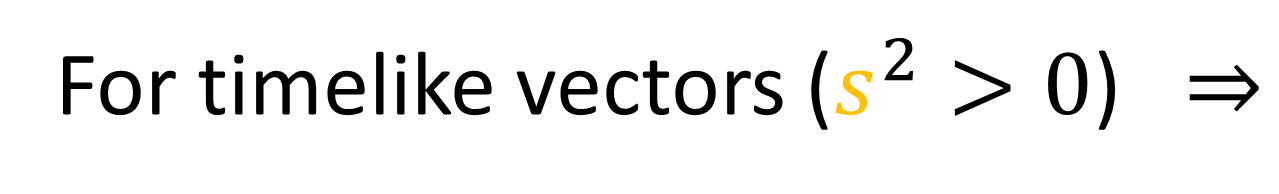 For timelike vectors (𝑠² > 0) ⇒